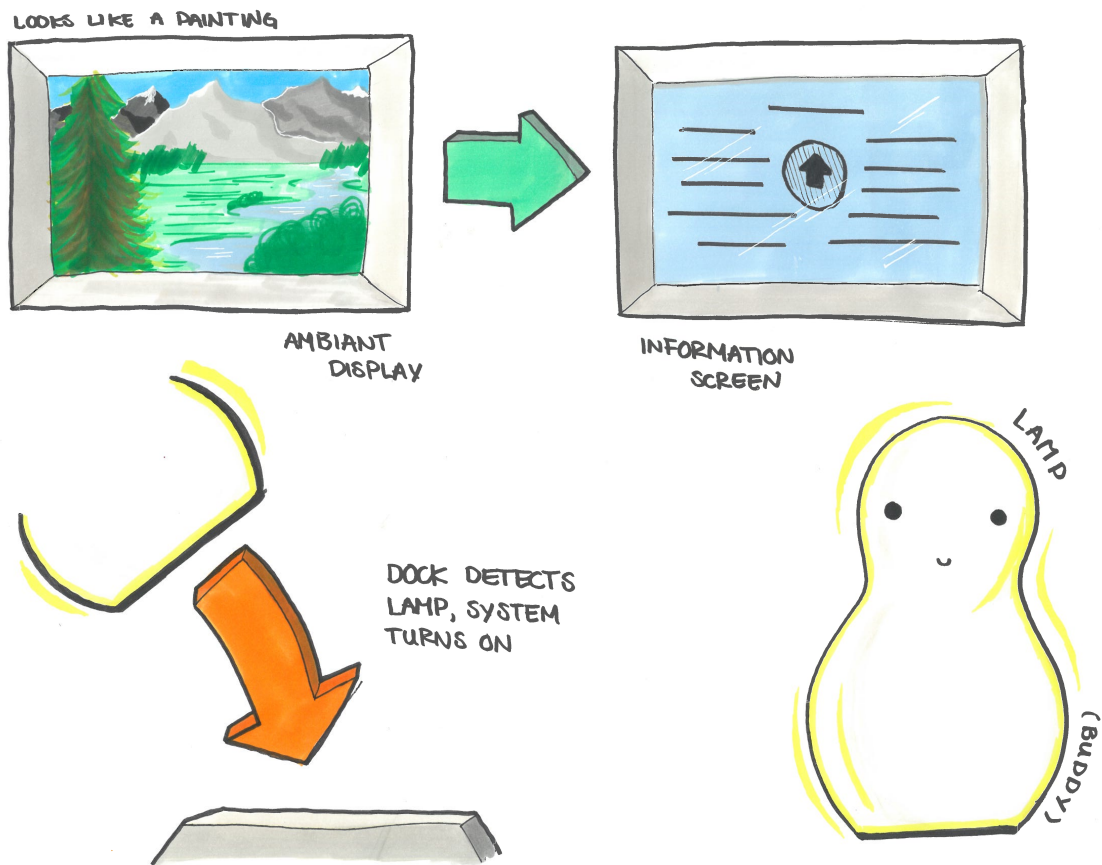 LOOKS LIKE A PAINTING
AMBIANT
DISPLAY
INFORMATION
SCREEN
LAMP
DOCK DETECTS
LAMP, SYSTEM
TURNS ON
(BUDDY)